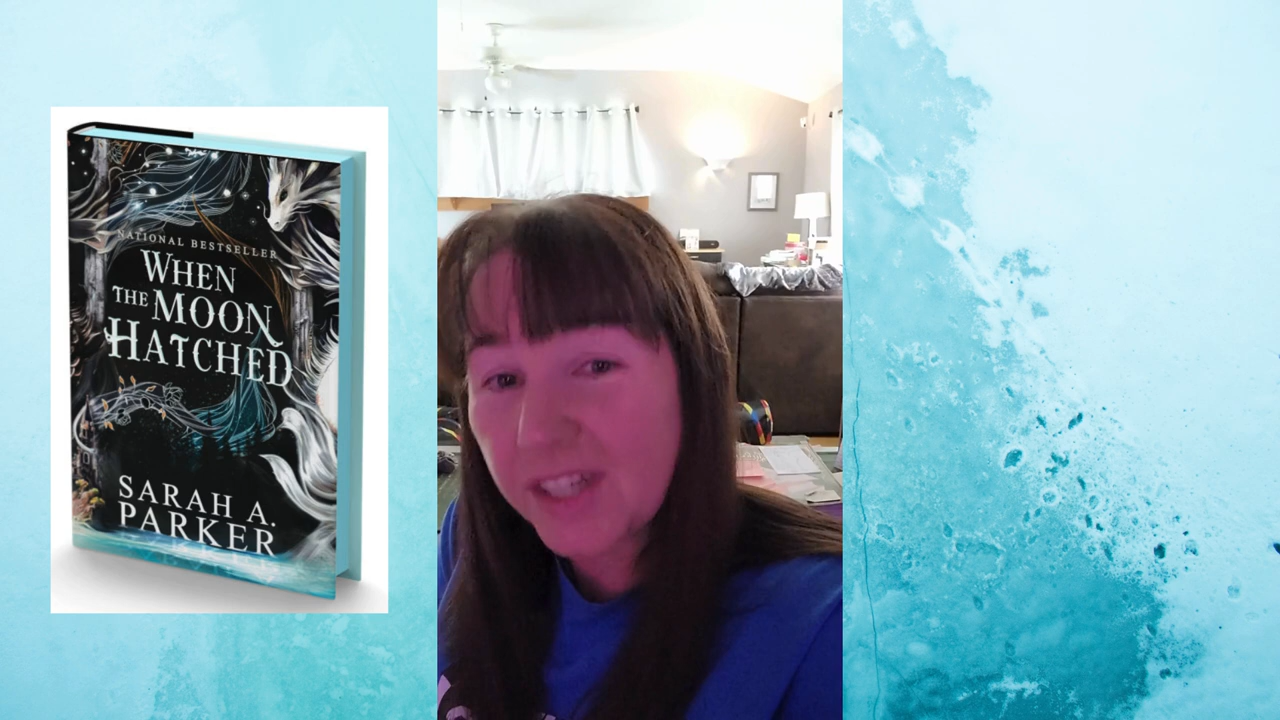 NATIONAL BESTSELLER
WHEN
THE MOON
HATCHED
SARAH A.
PARKER